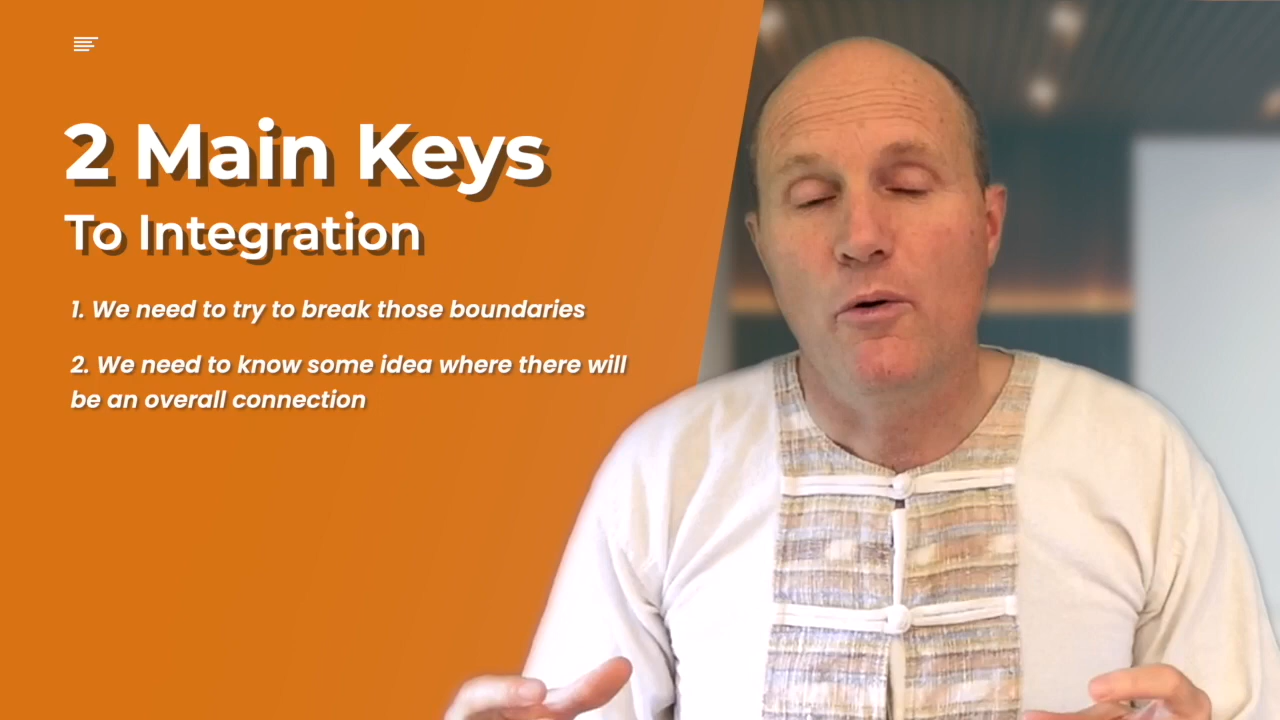 2 Main Keys
To Integration
1. We need to try to break those boundaries
2. We need to know some idea where there will
be an overall connection